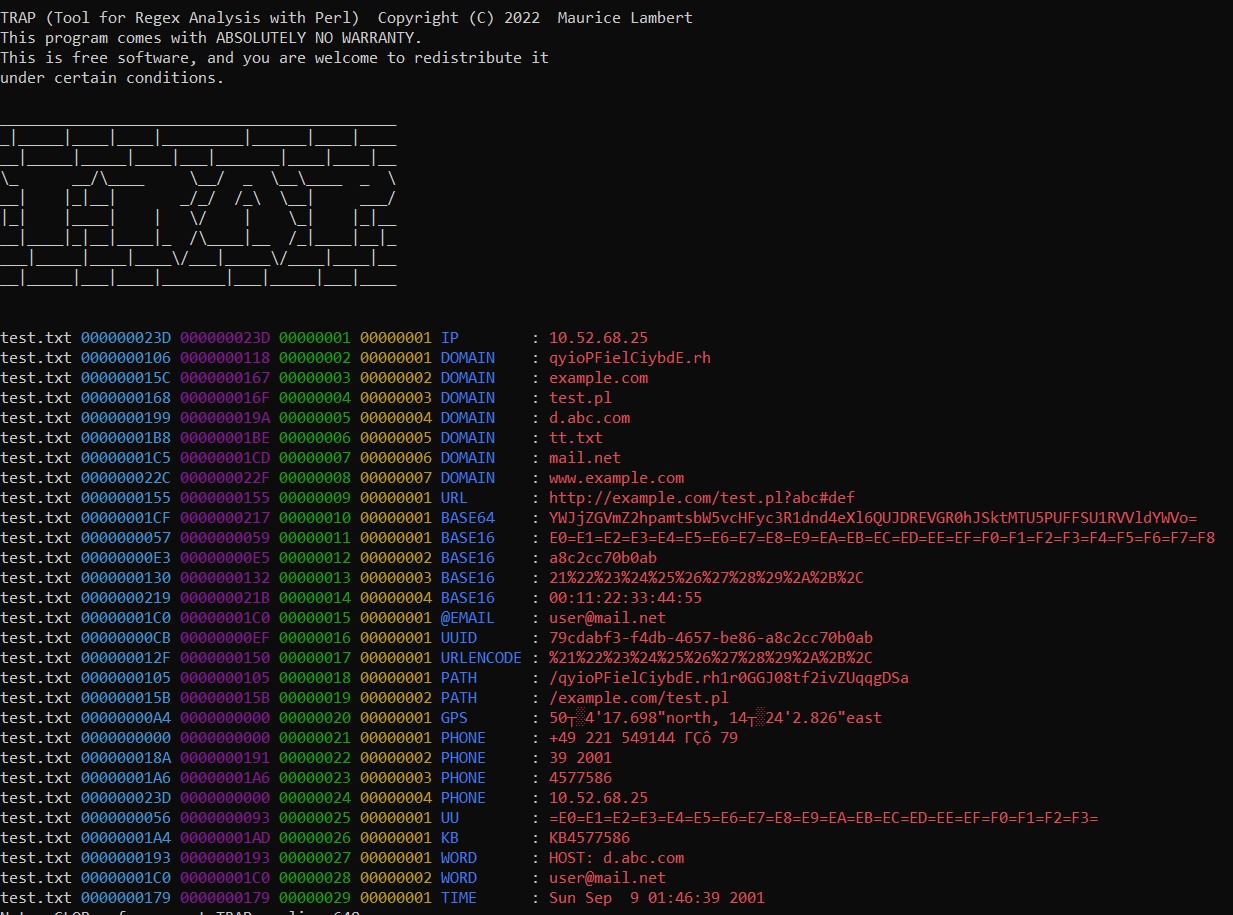 TRAP (Tool for Regex Analysis with Perl)  Copyright (C) 2022  Maurice Lambert
This program comes with ABSOLUTELY NO WARRANTY.
This is free software, and you are welcome to redistribute it
under certain conditions.
test.txt 000000023D 000000023D 00000001 00000001 IP        : 10.52.68.25
test.txt 0000000106 0000000118 00000002 00000001 DOMAIN    : qyioPFielCiybdE.rh
test.txt 000000015C 0000000167 00000003 00000002 DOMAIN    : example.com
test.txt 0000000168 000000016F 00000004 00000003 DOMAIN    : test.pl
test.txt 0000000199 000000019A 00000005 00000004 DOMAIN    : d.abc.com
test.txt 00000001B8 00000001BE 00000006 00000005 DOMAIN    : tt.txt
test.txt 00000001C5 00000001CD 00000007 00000006 DOMAIN    : mail.net
test.txt 000000022C 000000022F 00000008 00000007 DOMAIN    : www.example.com
test.txt 0000000155 0000000155 00000009 00000001 URL       : http://example.com/test.pl?abc#def
test.txt 00000001CF 0000000217 00000010 00000001 BASE64    : YWJjZGVmZ2hpamtsbW5vcHFyc3R1dnd4eXl6QUJDREVGR0hJSktMTU5PUFFSU1RVVldYWVo=
test.txt 0000000057 0000000059 00000011 00000001 BASE16    : E0=E1=E2=E3=E4=E5=E6=E7=E8=E9=EA=EB=EC=ED=EE=EF=F0=F1=F2=F3=F4=F5=F6=F7=F8
test.txt 00000000E3 00000000E5 00000012 00000002 BASE16    : a8c2cc70b0ab
test.txt 0000000130 0000000132 00000013 00000003 BASE16    : 21%22%23%24%25%26%27%28%29%2A%2B%2C
test.txt 0000000219 000000021B 00000014 00000004 BASE16    : 00:11:22:33:44:55
test.txt 00000001C0 00000001C0 00000015 00000001 @EMAIL    : user@mail.net
test.txt 00000000CB 00000000EF 00000016 00000001 UUID      : 79cdabf3-f4db-4657-be86-a8c2cc70b0ab
test.txt 000000012F 0000000150 00000017 00000001 URLENCODE : %21%22%23%24%25%26%27%28%29%2A%2B%2C
test.txt 0000000105 0000000105 00000018 00000001 PATH      : /qyioPFielCiybdE.rh1r0GGJ08tf2ivZUqqgDSa
test.txt 000000015B 000000015B 00000019 00000002 PATH      : /example.com/test.pl
test.txt 00000000A4 0000000000 00000020 00000001 GPS       : 50┬░4'17.698"north, 14┬░24'2.826"east
test.txt 0000000000 0000000000 00000021 00000001 PHONE     : +49 221 549144 ΓÇô 79
test.txt 000000018A 0000000191 00000022 00000002 PHONE     : 39 2001
test.txt 00000001A6 00000001A6 00000023 00000003 PHONE     : 4577586
test.txt 000000023D 0000000000 00000024 00000004 PHONE     : 10.52.68.25
test.txt 0000000056 0000000093 00000025 00000001 UU        : =E0=E1=E2=E3=E4=E5=E6=E7=E8=E9=EA=EB=EC=ED=EE=EF=F0=F1=F2=F3=
test.txt 00000001A4 00000001AD 00000026 00000001 KB        : KB4577586
test.txt 0000000193 0000000193 00000027 00000001 WORD      : HOST: d.abc.com
test.txt 00000001C0 00000001C0 00000028 00000002 WORD      : user@mail.net
test.txt 0000000179 0000000179 00000029 00000001 TIME      : Sun Sep  9 01:46:39 2001